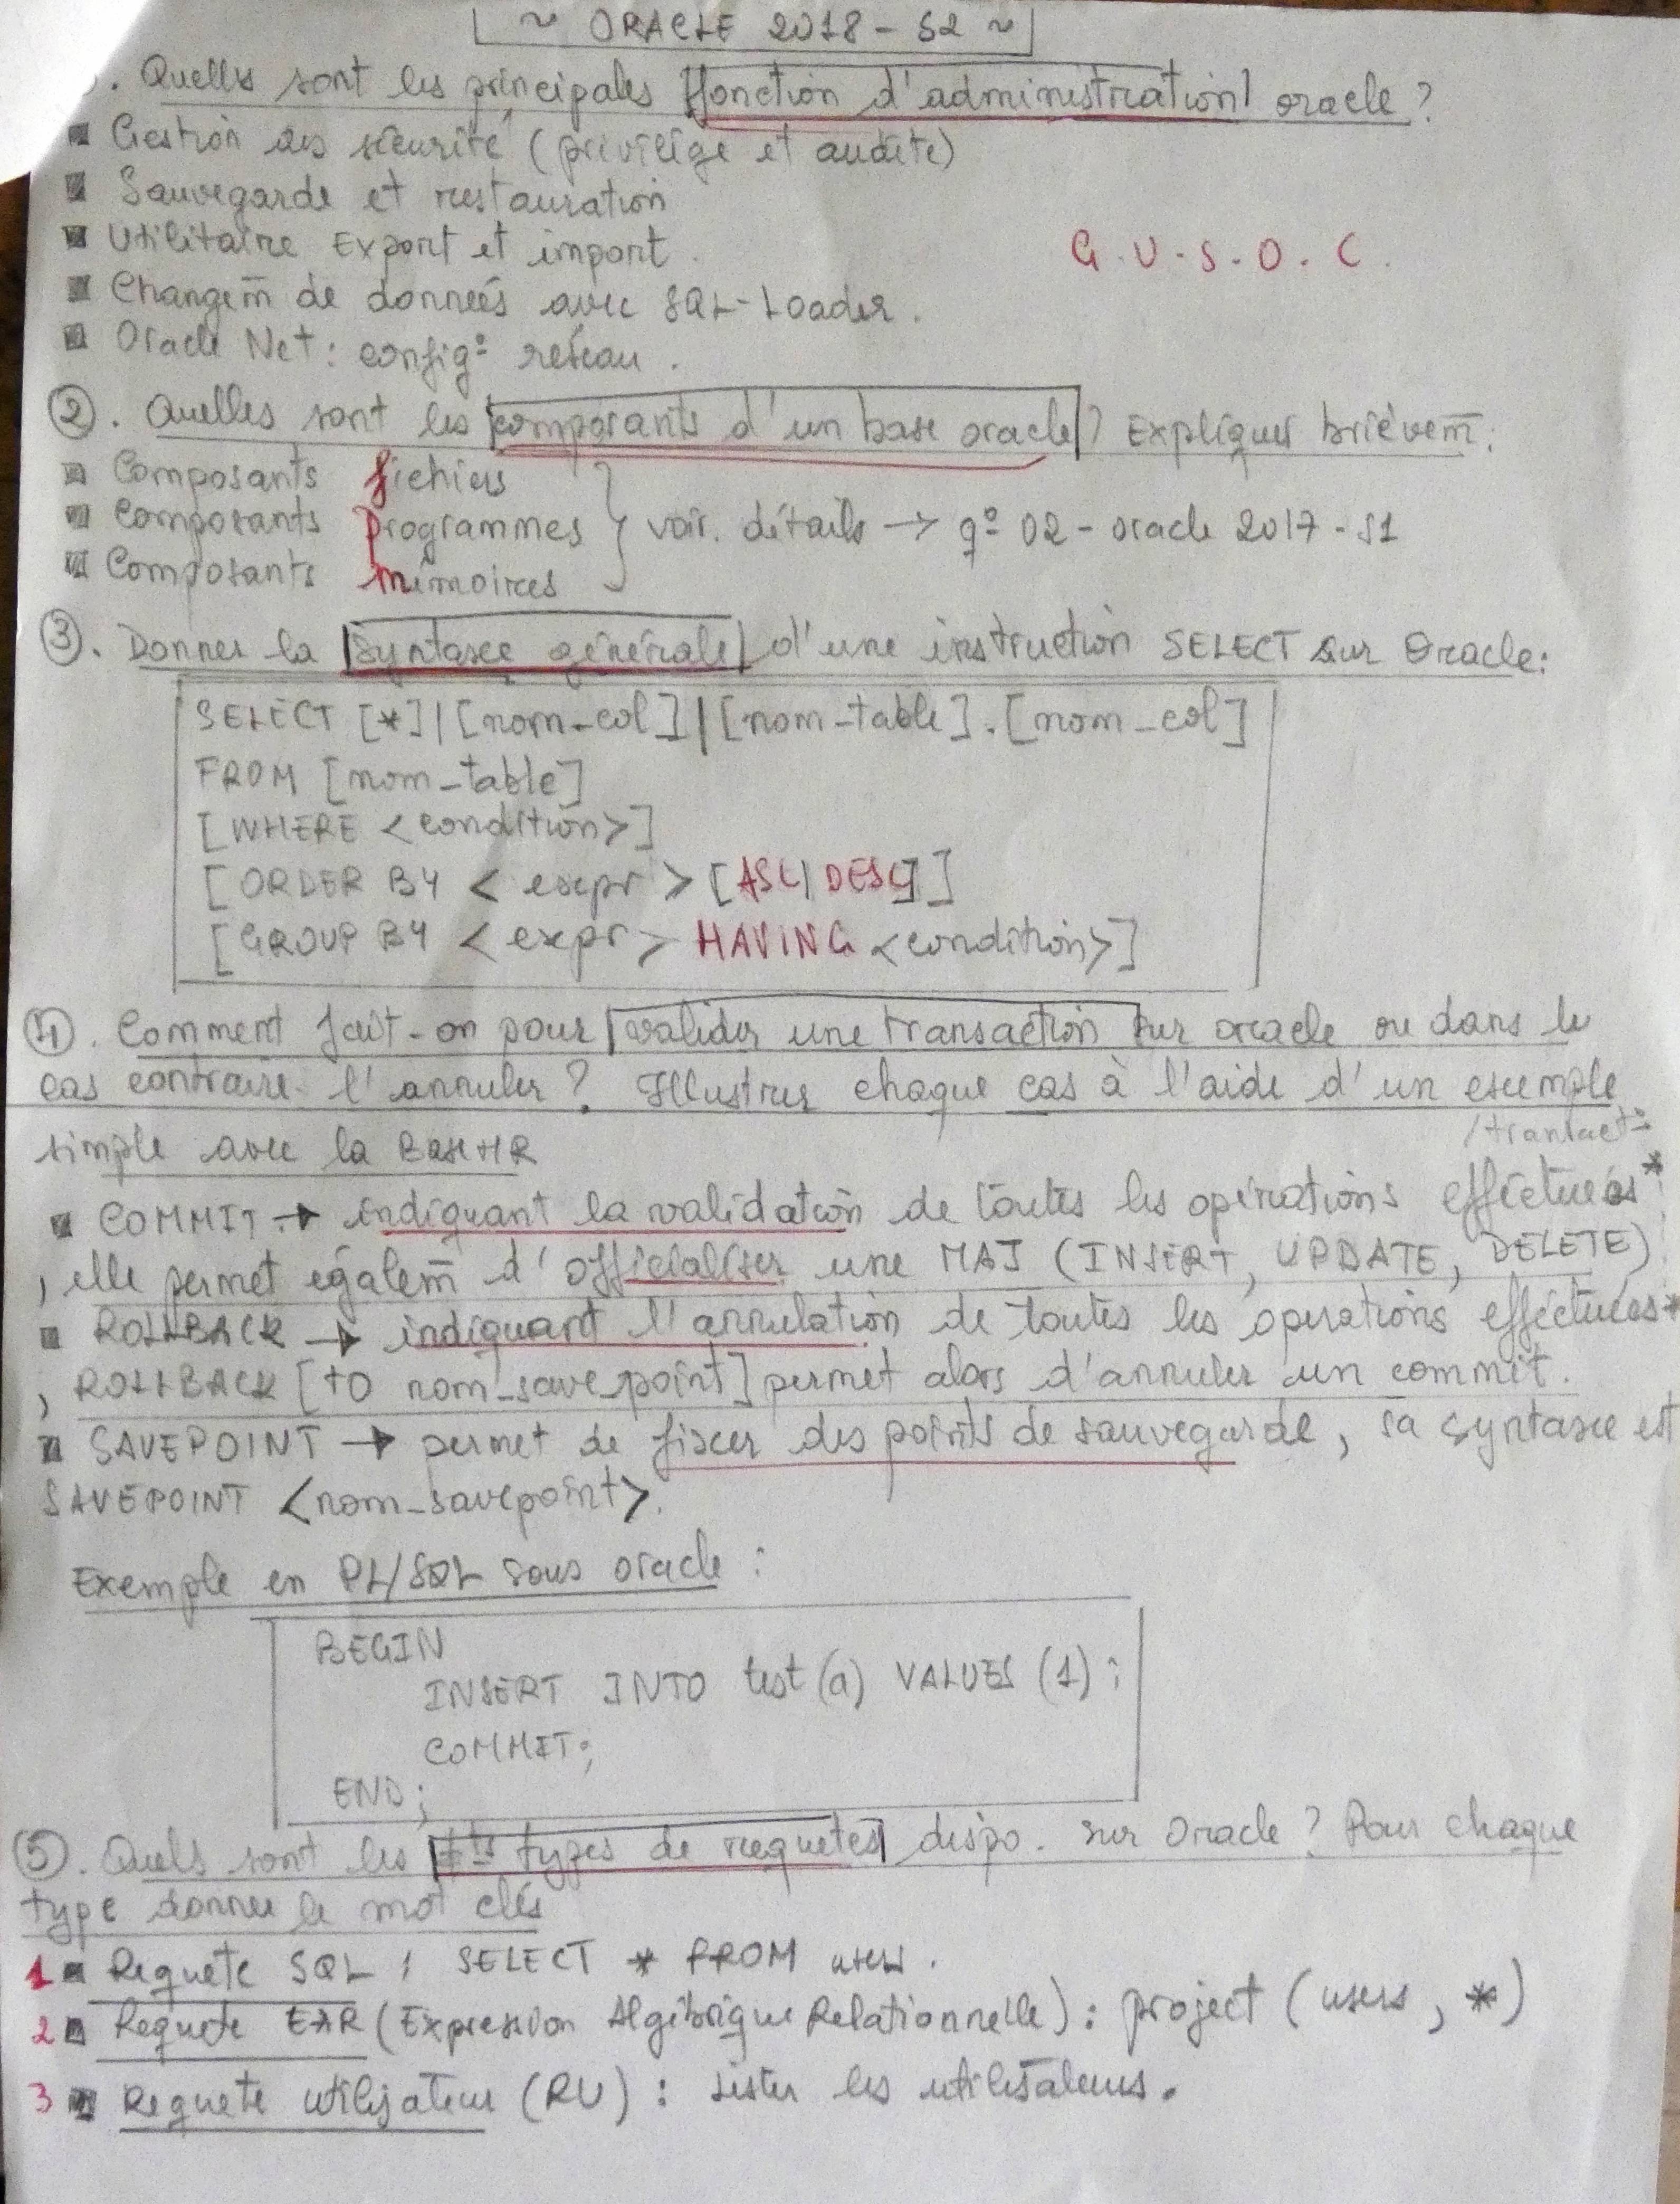 ~ ORACLE 2018 - S2 ~
. Quelles sont les principales fonction d'administration oracle ?
Gestion des sécurité (privilège et audite)
Sauvegarde et restauration
Utilitaire Export et import.
G.U.S.O.C.
Changem̄ de données avec SQL-Loader.
Oracle Net : config° réseau.
②. Quelles sont les composants d'un base oracle ? Expliquer brièvem̄ :
Composants fichiers
Composants programmes } voir. détails → q° 02 - oracle 2017 - S1
Composants mémoires
③. Donner la syntaxe générale d'une instruction SELECT sur Oracle :
SELECT [*] | [nom_col] | [nom_table].[nom_col]
FROM [nom_table]
[WHERE <condition>]
[ORDER BY <expr> [ASC | DESC]]
[GROUP BY <expr> HAVING <condition>]
④. Comment fait-on pour valider une transaction sur oracle ou dans le
cas contraire l'annuler ? Illustrer chaque cas à l'aide d'un exemple
simple avec la Base HR
/transact°
COMMIT → indiquant la validation de toutes les opérations effectuées *
, elle permet égalem̄ d'officialiser une MAJ (INSERT, UPDATE, DELETE)
ROLLBACK → indiquant l'annulation de toutes les opérations effectuées *
, ROLLBACK [to nom_savepoint] permet alors d'annuler un commit.
SAVEPOINT → permet de fixer des points de sauvegarde, sa syntaxe est
SAVEPOINT <nom_savepoint>.
Exemple en PL/SQL sous oracle :
BEGIN
INSERT INTO test (a) VALUES (1) ;
COMMIT ;
END ;
⑤. Quels sont les ≠ts types de requetes dispo. sur Oracle ? Pour chaque
type donner le mot clés
1 Requete SQL : SELECT * FROM users.
2 Requete EAR (Expression Algébrique Relationnelle) : project (users, *)
3 Requete utilisateur (RU) : Lister les utilisateurs.